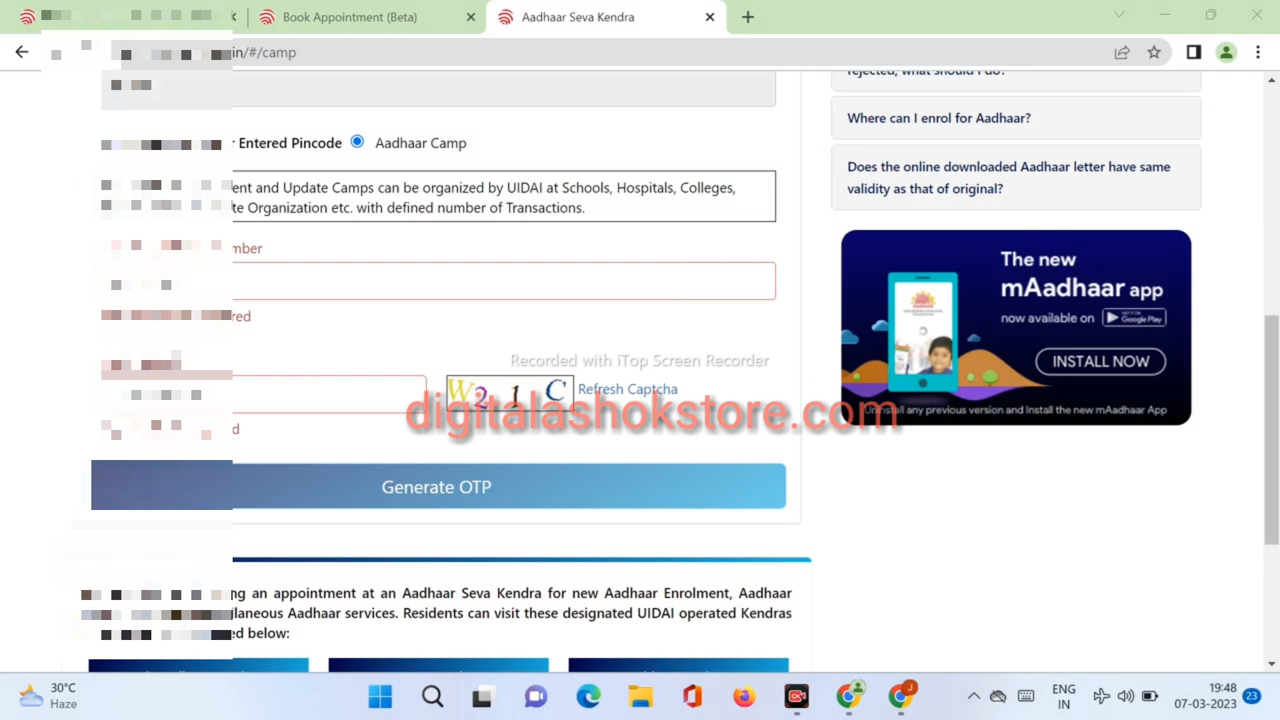 Book Appointment (Beta)
Aadhaar Seva Kendra
in/#/camp
rejected, what should I do?
Where can I enrol for Aadhaar?
Entered Pincode
Aadhaar Camp
Does the online downloaded Aadhaar letter have same
validity as that of original?
ent and Update Camps can be organized by UIDAI at Schools, Hospitals, Colleges,
te Organization etc. with defined number of Transactions.
mber
The new
mAadhaar app
now available on
Google Play
red
INSTALL NOW
Recorded with iTop Screen Recorder
W2 1 C
Refresh Captcha
digitalashokstore.com
Uninstall any previous version and Install the new mAadhaar App
d
Generate OTP
ng an appointment at Aadhaar Seva Kendra for new Aadhaar Enrolment, Aadhaar
llaneous Aadhaar services. Residents can visit these designated UIDAI operated Kendras
d below:
30°C
Haze
ENG
IN
19:48
07-03-2023
23
J